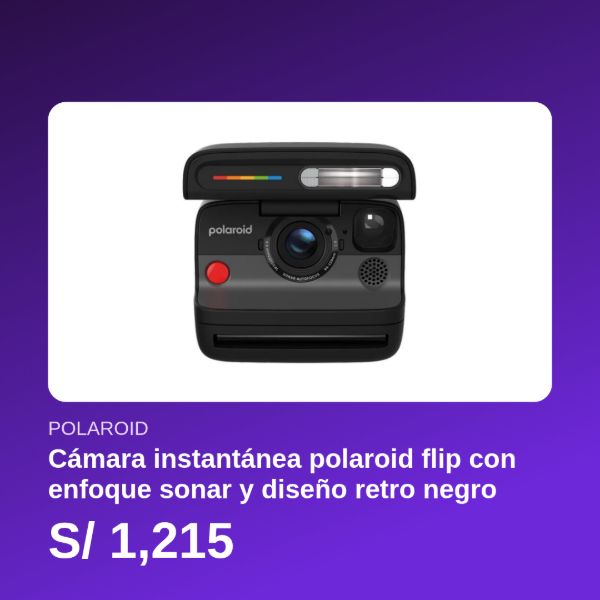 polaroid
POLAROID
Cámara instantánea polaroid flip con
enfoque sonar y diseño retro negro
S/ 1,215